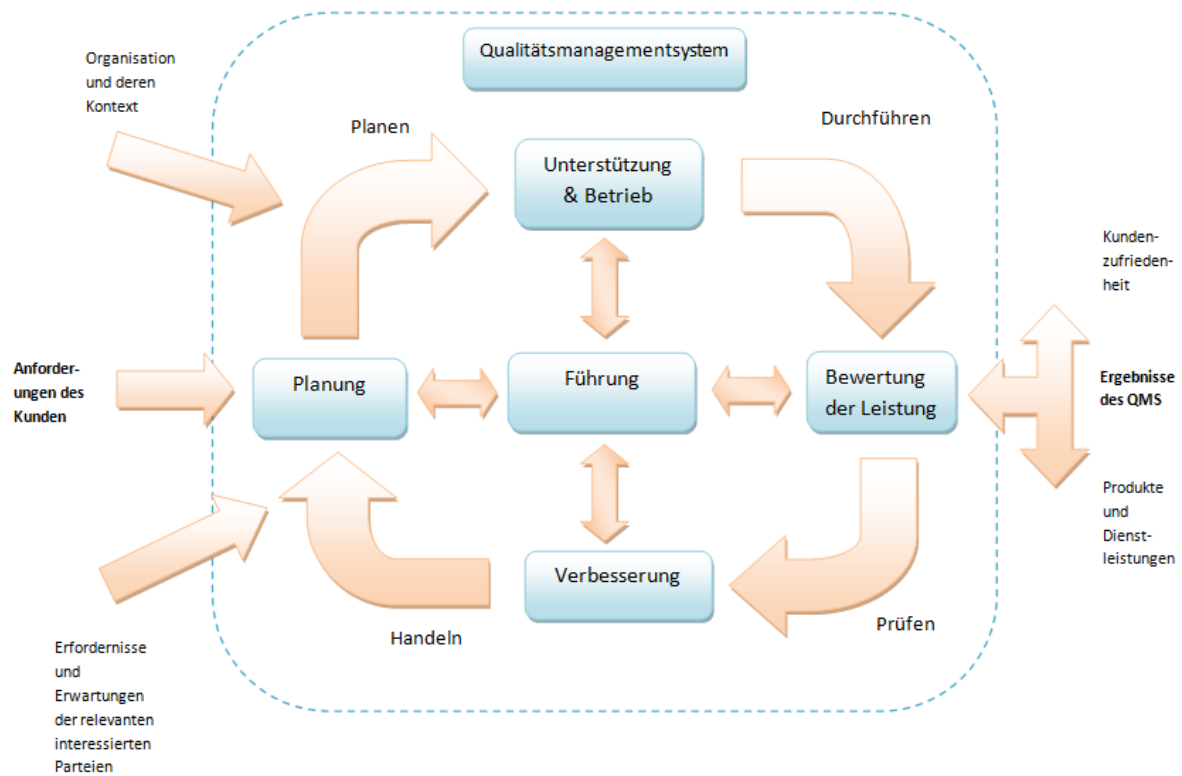 Qualitätsmanagementsystem
Organisation
und deren
Kontext
Planen
Durchführen
Unterstützung
& Betrieb
Kunden-
zufrieden-
heit
Anforder-
ungen des
Kunden
Planung
Führung
Bewertung
der Leistung
Ergebnisse
des QMS
Produkte
und
Dienst-
leistungen
Verbesserung
Handeln
Prüfen
Erfordernisse
und
Erwartungen
der relevanten
interessierten
Parteien